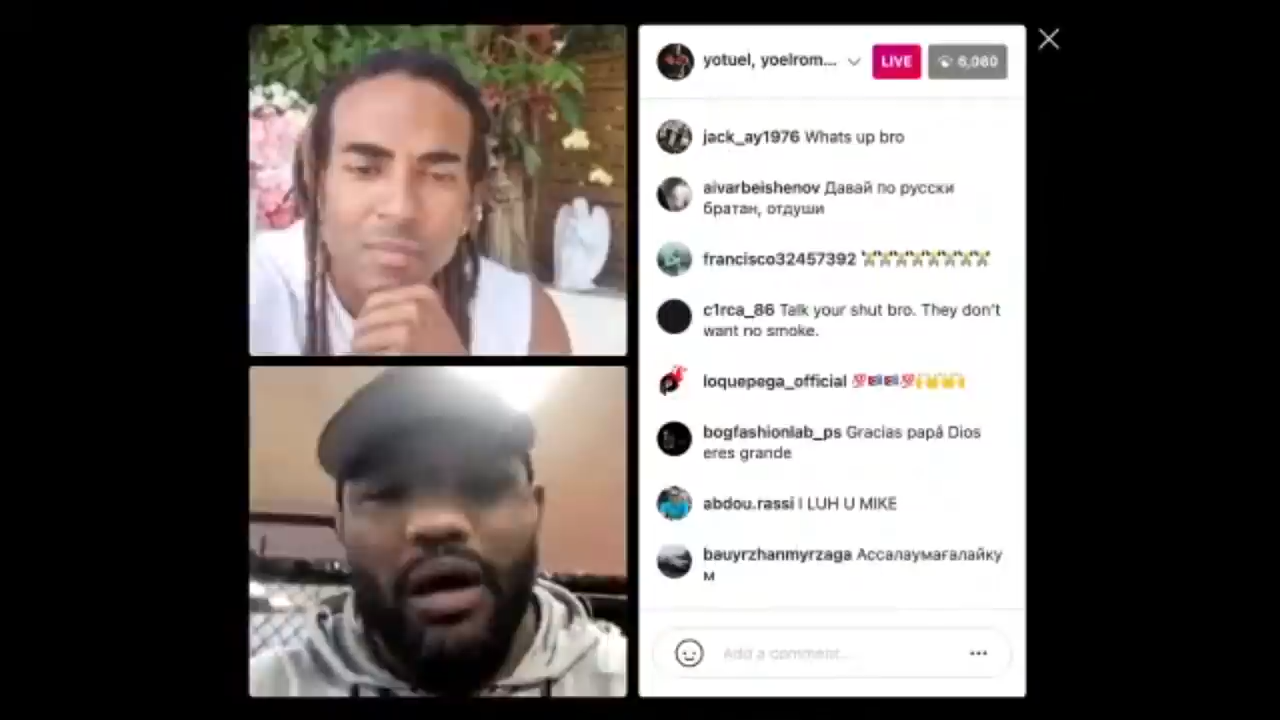 yotuel, yoelrom...
LIVE
6,060
jack_ay1976 Whats up bro
aivarbeishenov Давай по русски
братан, отдуши
francisco32457392
c1rca_86 Talk your shut bro. They don't
want no smoke.
loquepega_official 💯🇨🇺🇨🇺💯🙌🙌🙌
bogfashionlab_ps Gracias papá Dios
eres grande
abdou.rassi I LUH U MIKE
bauyrzhanmyrzaga Ассалаумағалайку
м
Add a comment...